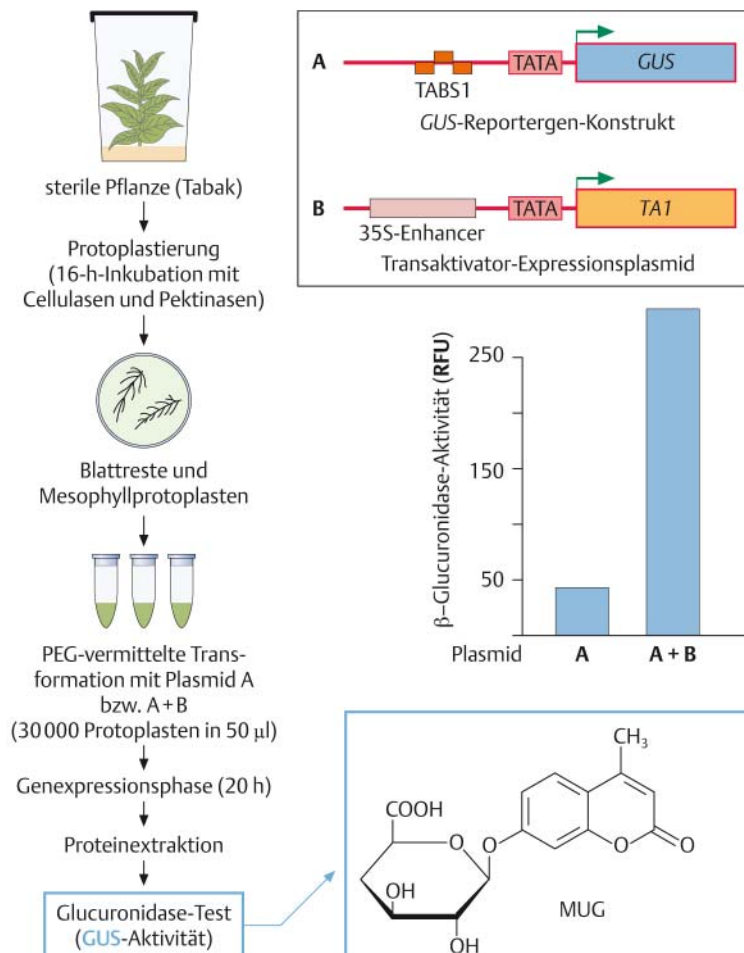 sterile Pflanze (Tabak)
Protoplastierung
(16-h-Inkubation mit
Cellulasen und Pektinasen)
Blattreste und
Mesophyllprotoplasten
PEG-vermittelte Trans-
formation mit Plasmid A
bzw. A + B
(30 000 Protoplasten in 50 µl)
Genexpressionsphase (20 h)
Proteinextraktion
Glucuronidase-Test
(GUS-Aktivität)
A
TATA
GUS
TABS1
GUS-Reportergen-Konstrukt
B
TATA
TA1
35S-Enhancer
Transaktivator-Expressionsplasmid
β–Glucuronidase-Aktivität (RFU)
250
150
50
Plasmid A A + B
CH3
COOH
O
O
O
O
OH
OH
MUG